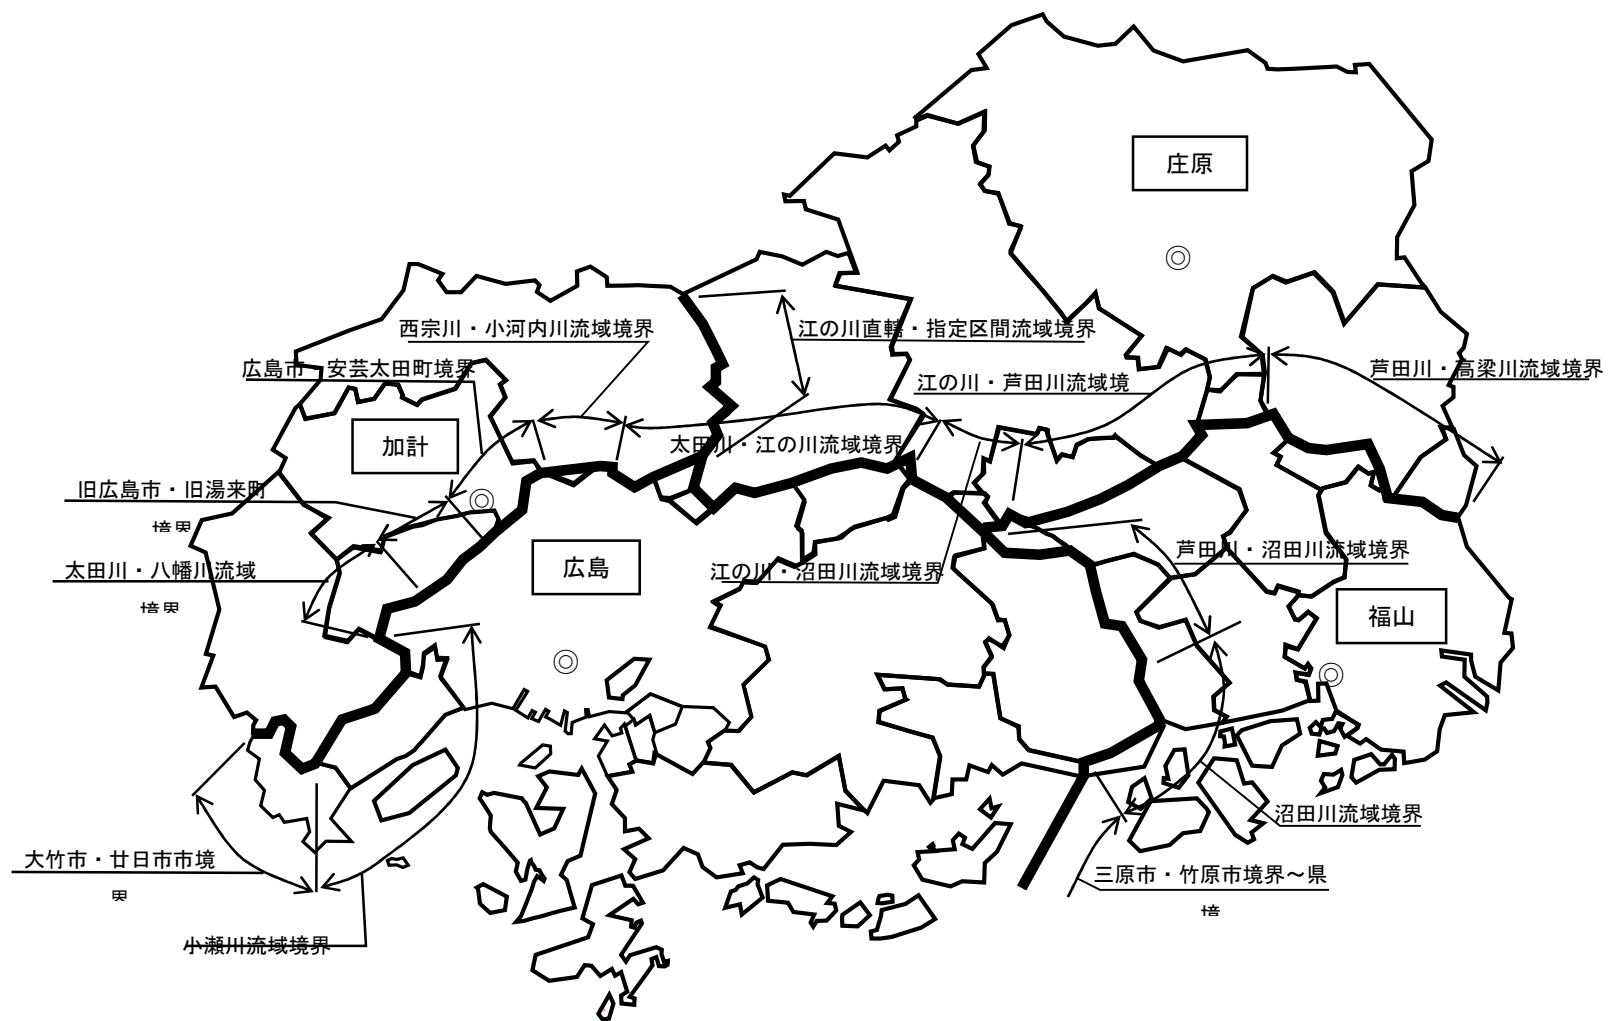 庄原
西宗川・小河内川流域境界
江の川直轄・指定区間流域境界
広島市・安芸太田町境界
江の川・芦田川流域境
芦田川・高梁川流域境界
加計
太田川・江の川流域境界
旧広島市・旧湯来町
境界
太田川・八幡川流域
境界
広島
江の川・沼田川流域境界
芦田川・沼田川流域境界
福山
沼田川流域境界
大竹市・廿日市市境
界
三原市・竹原市境界～県
境
小瀬川流域境界